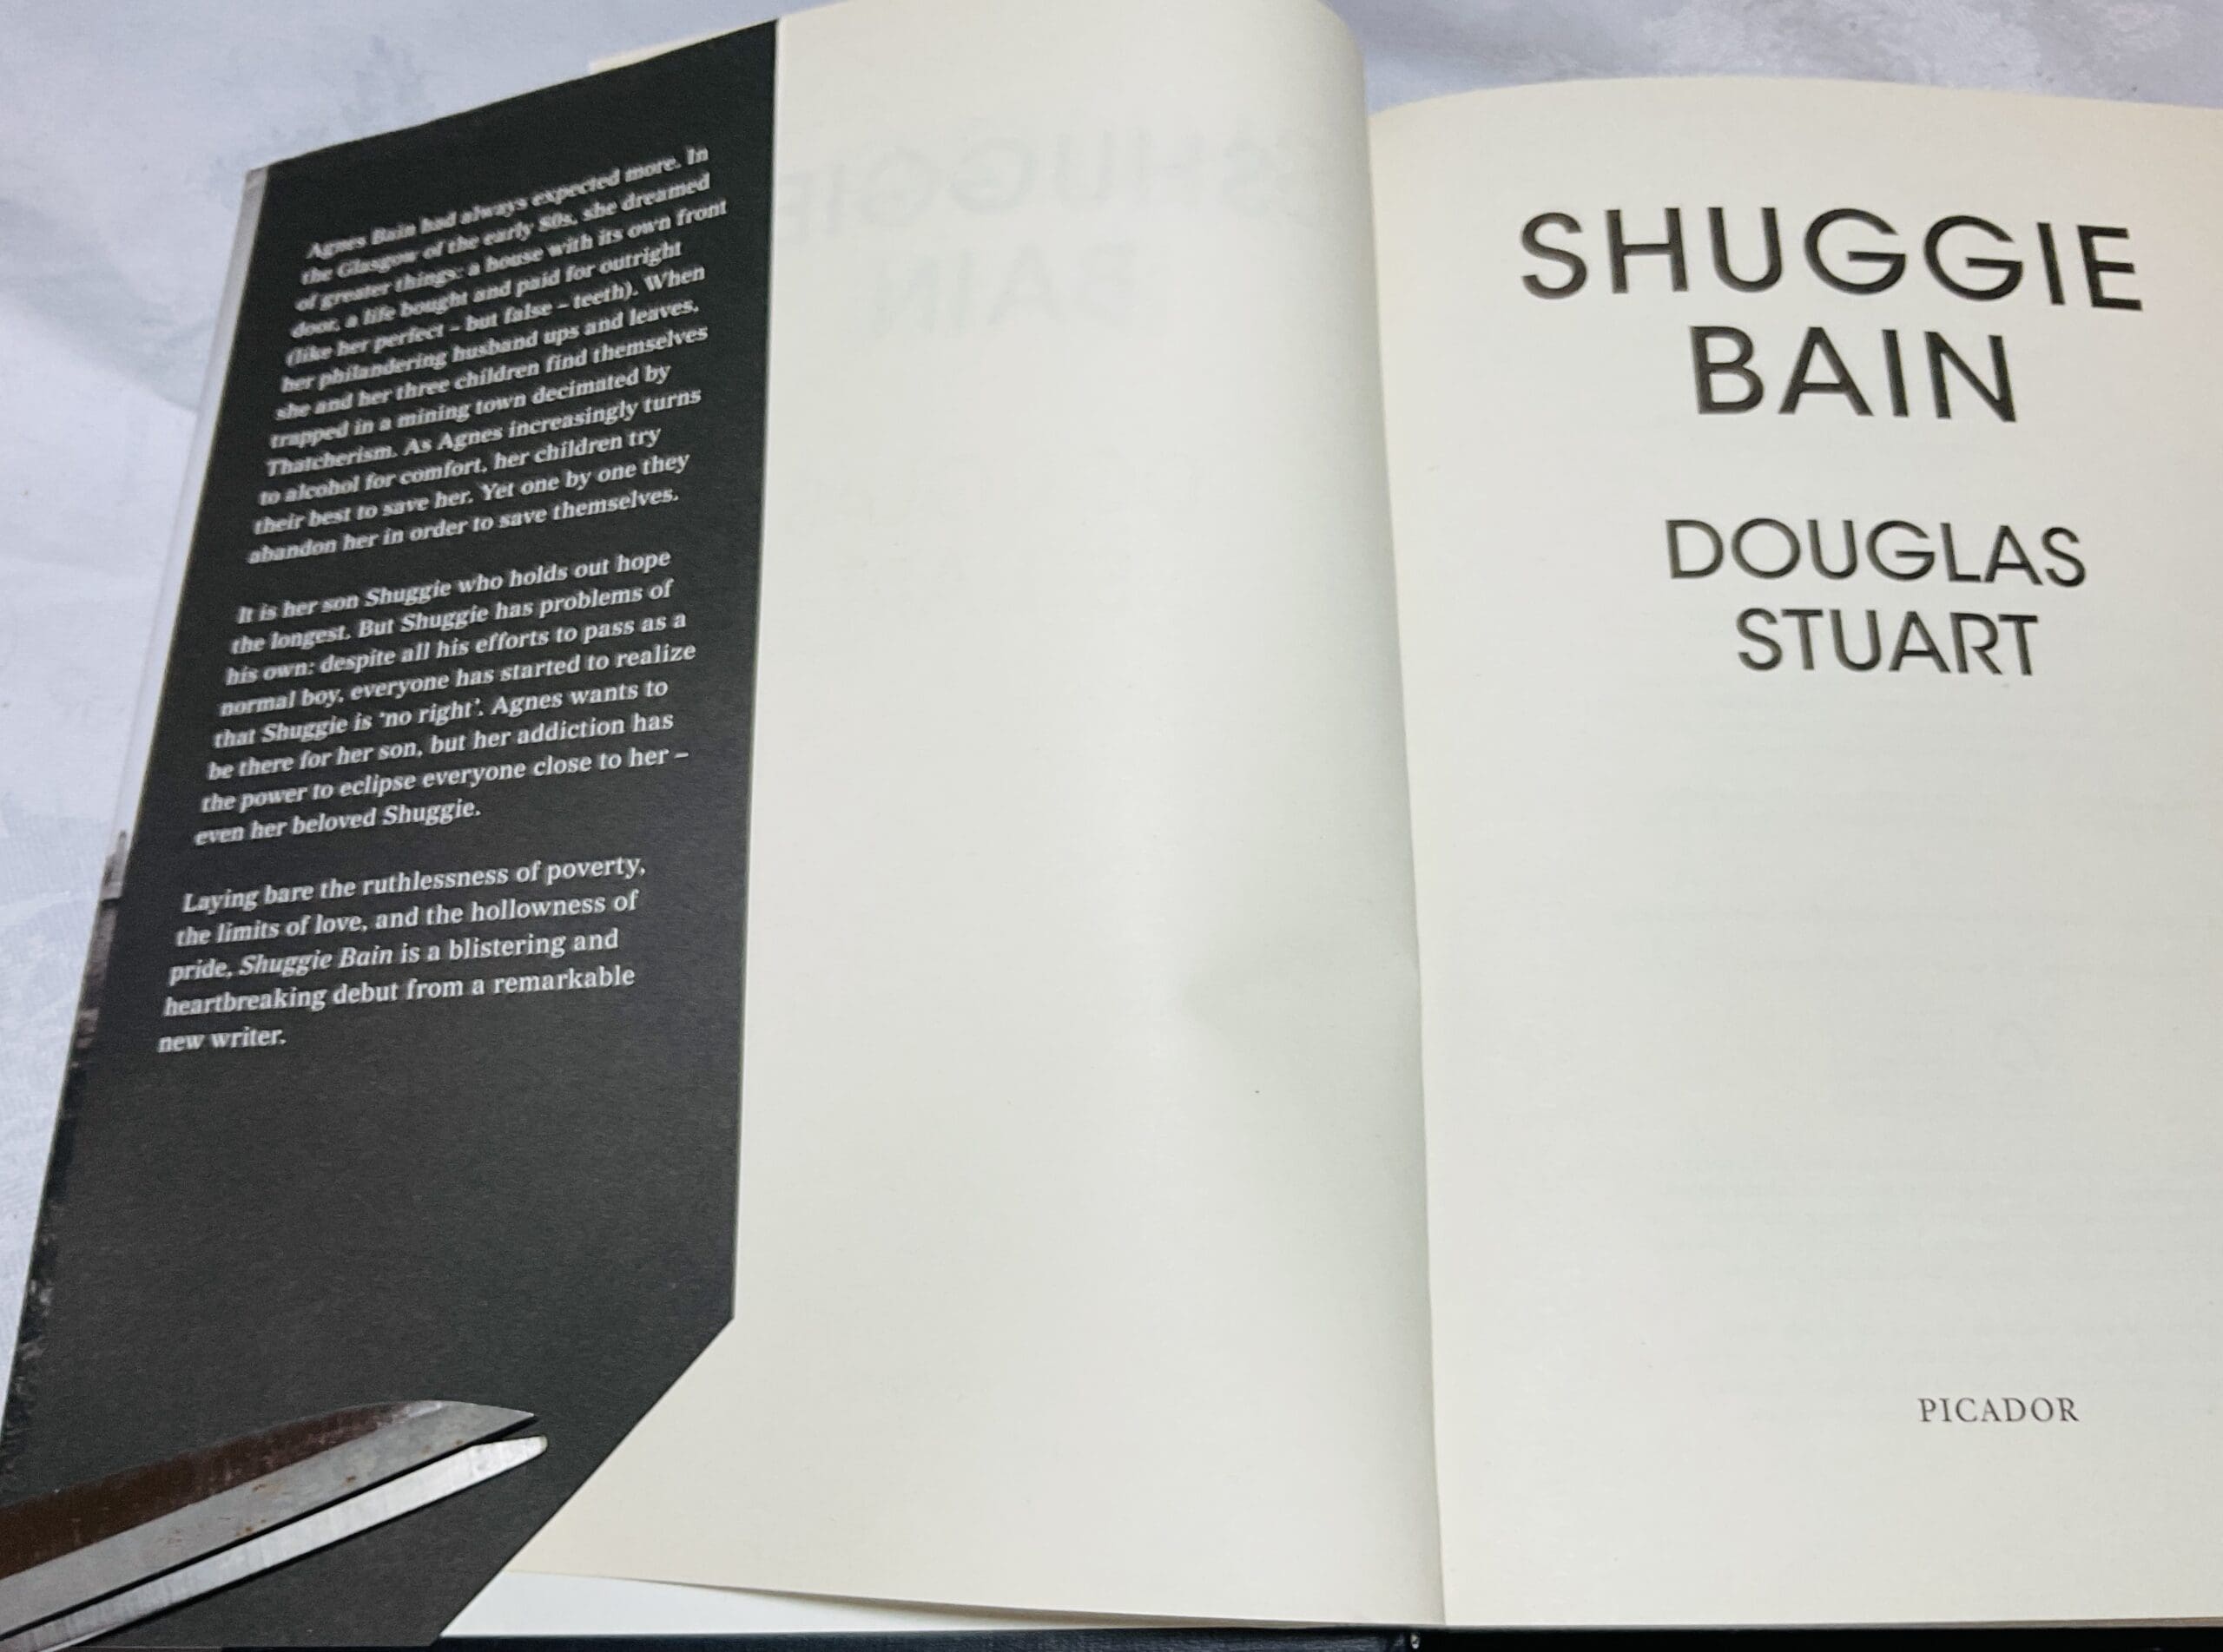 Agnes Bain had always expected more. In
the Glasgow of the early 80s, she dreamed
of greater things: a house with its own front
door, a life bought and paid for outright
(like her perfect – but false – teeth). When
her philandering husband ups and leaves,
she and her three children find themselves
trapped in a mining town decimated by
Thatcherism. As Agnes increasingly turns
to alcohol for comfort, her children try
their best to save her. Yet one by one they
abandon her in order to save themselves.
It is her son Shuggie who holds out hope
the longest. But Shuggie has problems of
his own: despite all his efforts to pass as a
normal boy, everyone has started to realize
that Shuggie is ‘no right’. Agnes wants to
be there for her son, but her addiction has
the power to eclipse everyone close to her –
even her beloved Shuggie.
Laying bare the ruthlessness of poverty,
the limits of love, and the hollowness of
pride, Shuggie Bain is a blistering and
heartbreaking debut from a remarkable
new writer.
SHUGGIE
BAIN
SHUGGIE
BAIN
DOUGLAS
STUART
PICADOR